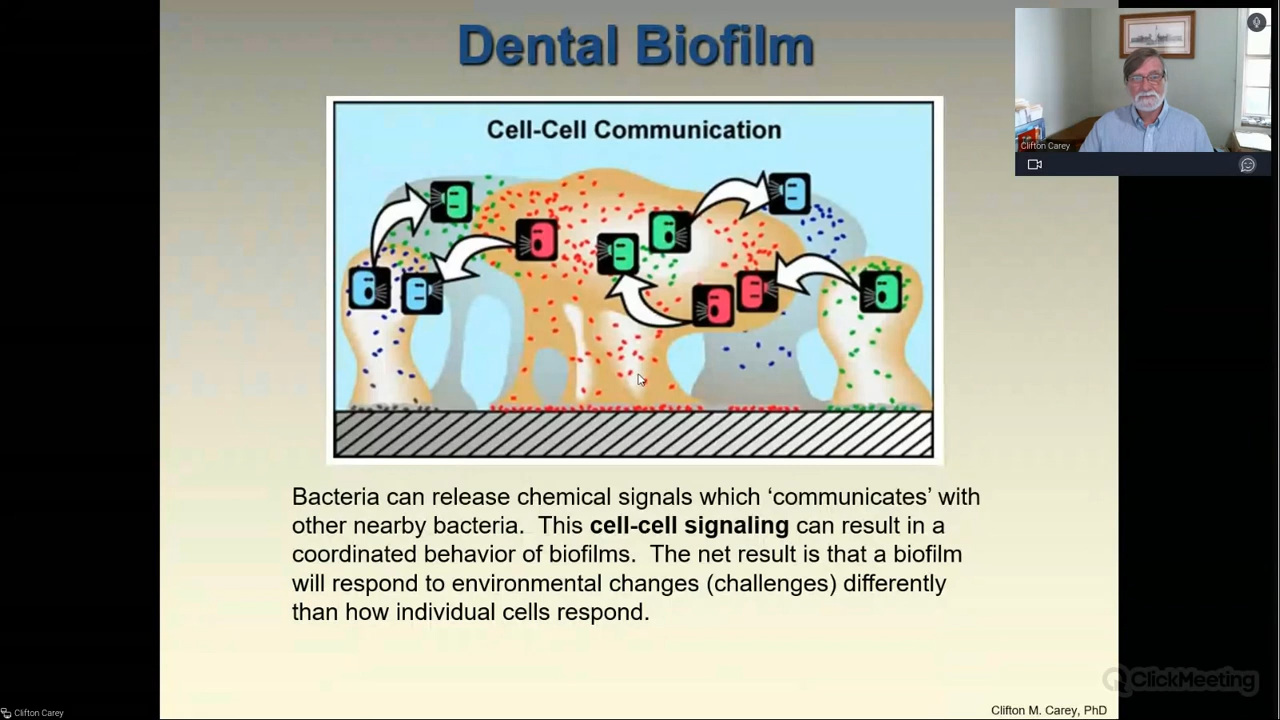 Dental Biofilm
Clifton Carey
Cell-Cell Communication
Bacteria can release chemical signals which ‘communicates’ with
other nearby bacteria.  This cell-cell signaling can result in a
coordinated behavior of biofilms.  The net result is that a biofilm
will respond to environmental changes (challenges) differently
than how individual cells respond.
ClickMeeting
Clifton M. Carey, PhD
Clifton Carey